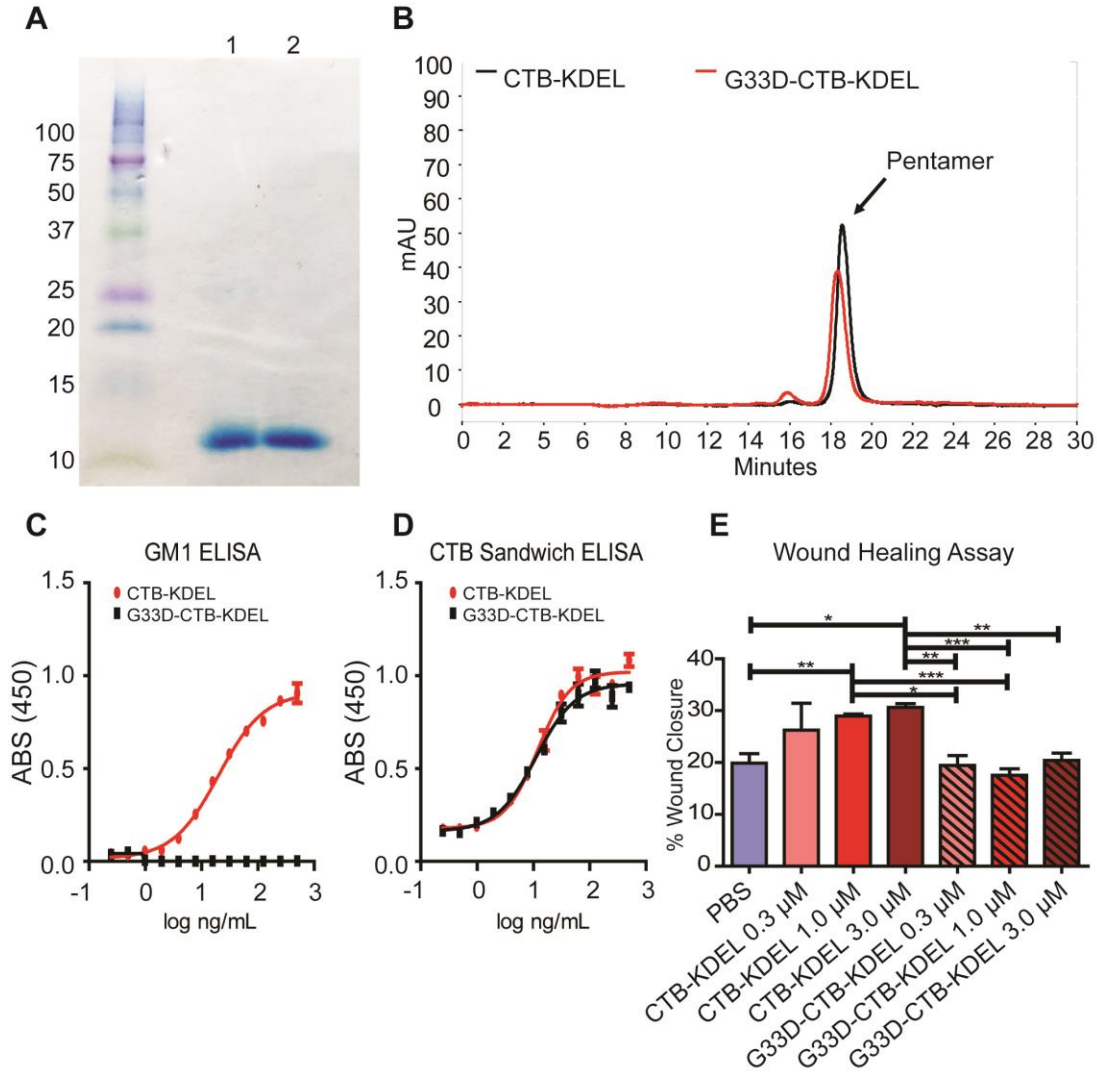 A
1 2
100
75
50
37
25
20
15
10
B
100
90
80
70
60
50
40
30
20
10
0
mAU
CTB-KDEL
G33D-CTB-KDEL
Pentamer
0 2 5 6 8 10 12 14 16 18 20 22 24 26 28 30
Minutes
C
GM1 ELISA
1.5
1.0
0.5
0.0
ABS (450)
CTB-KDEL
G33D-CTB-KDEL
-1 0 1 2 3
log ng/mL
D
CTB Sandwich ELISA
1.5
1.0
0.5
0.0
ABS (450)
CTB-KDEL
G33D-CTB-KDEL
-1 0 1 2 3
log ng/mL
E
Wound Healing Assay
*
**
***
**
**
***
*
40
30
20
10
0
% Wound Closure
PBS
CTB-KDEL 0.3 µM
CTB-KDEL 1.0 µM
CTB-KDEL 3.0 µM
G33D-CTB-KDEL 0.3 µM
G33D-CTB-KDEL 1.0 µM
G33D-CTB-KDEL 3.0 µM